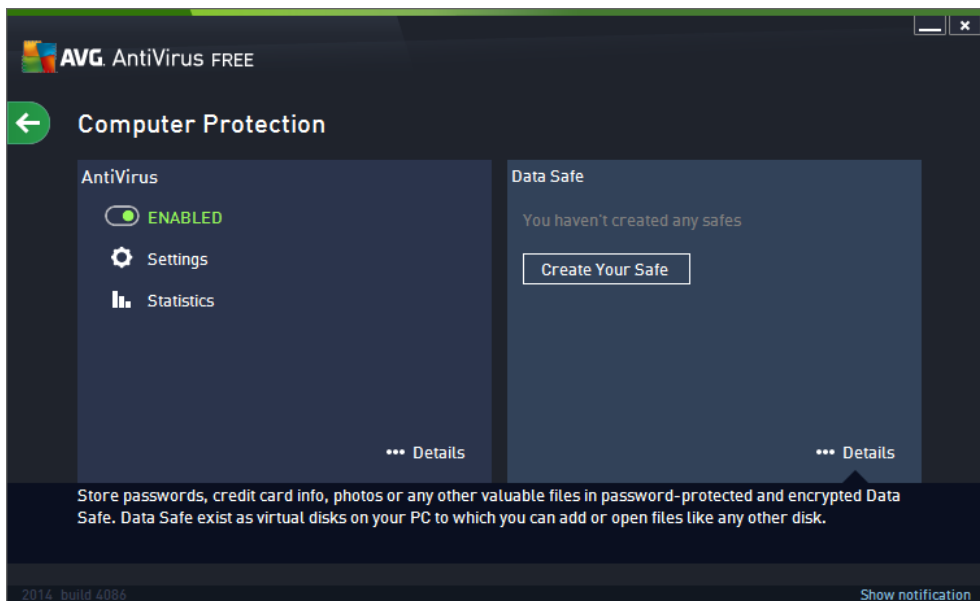 AVG. AntiVirus FREE
Computer Protection
AntiVirus
ENABLED
Settings
Statistics
Details
Data Safe
You haven't created any safes
Create Your Safe
Details
Store passwords, credit card info, photos or any other valuable files in password-protected and encrypted Data
Safe. Data Safe exist as virtual disks on your PC to which you can add or open files like any other disk.
2014 build 4086
Show notification